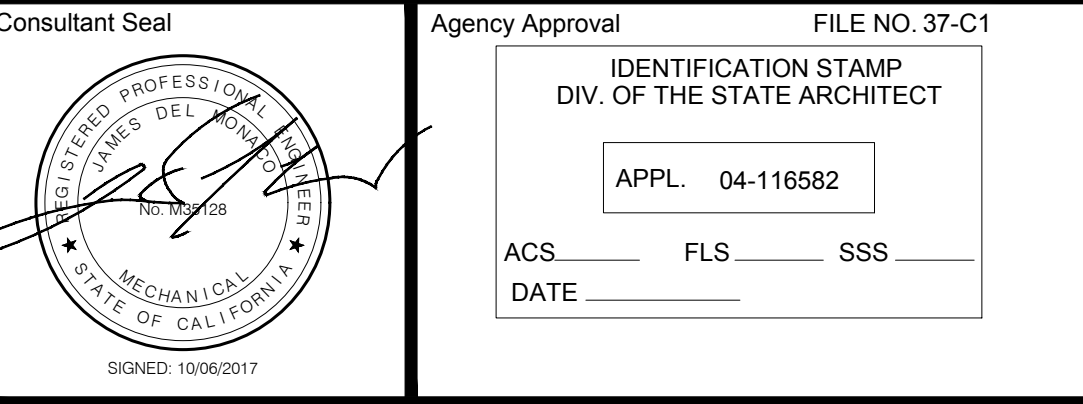 Consultant Seal
REGISTERED PROFESSIONAL ENGINEER
JAMES DEL MONACO
No. M35128
MECHANICAL
STATE OF CALIFORNIA
SIGNED: 10/06/2017
Agency Approval FILE NO. 37-C1
IDENTIFICATION STAMP
DIV. OF THE STATE ARCHITECT
APPL. 04-116582
ACS FLS SSS
DATE